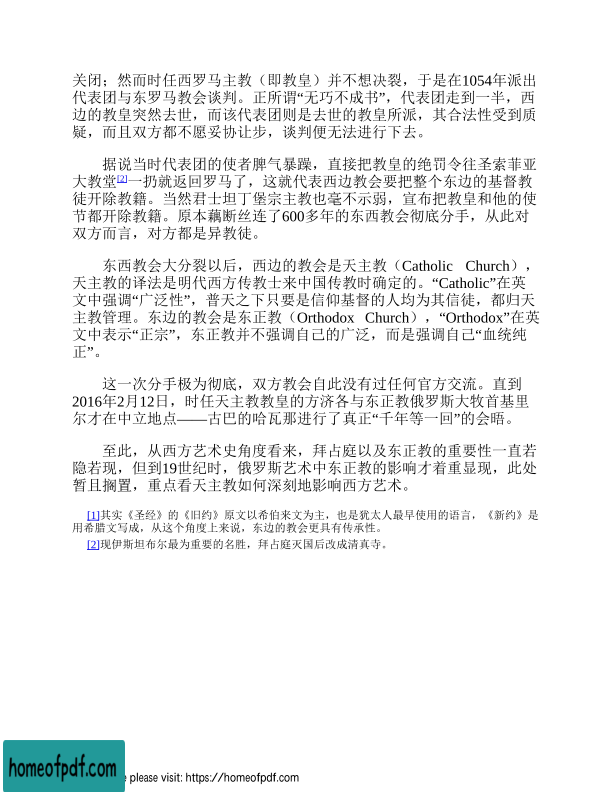 关闭；然而时任西罗马主教（即教皇）并不想决裂，于是在1054年派出
代表团与东罗马教会谈判。正所谓“无巧不成书”，代表团走到一半，西
边的教皇突然去世，而该代表团则是去世的教皇所派，其合法性受到质
疑，而且双方都不愿妥协让步，谈判便无法进行下去。
据说当时代表团的使者脾气暴躁，直接把教皇的绝罚令往圣索菲亚
大教堂[2]一扔就返回罗马了，这就代表西边教会要把整个东边的基督教
徒开除教籍。当然君士坦丁堡宗主教也毫不示弱，宣布把教皇和他的使
节都开除教籍。原本藕断丝连了600多年的东西教会彻底分手，从此对
双方而言，对方都是异教徒。
东西教会大分裂以后，西边的教会是天主教（Catholic Church），
天主教的译法是明代西方传教士来中国传教时确定的。“Catholic”在英
文中强调“广泛性”，普天之下只要是信仰基督的人均为其信徒，都归天
主教管理。东边的教会是东正教（Orthodox Church），“Orthodox”在英
文中表示“正宗”，东正教并不强调自己的广泛，而是强调自己“血统纯
正”。
这一次分手极为彻底，双方教会自此没有过任何官方交流。直到
2016年2月12日，时任天主教教皇的方济各与东正教俄罗斯大牧首基里
尔才在中立地点——古巴的哈瓦那进行了真正“千年等一回”的会晤。
至此，从西方艺术史角度看来，拜占庭以及东正教的重要性一直若
隐若现，但到19世纪时，俄罗斯艺术中东正教的影响才着重显现，此处
暂且搁置，重点看天主教如何深刻地影响西方艺术。
[1]其实《圣经》的《旧约》原文以希伯来文为主，也是犹太人最早使用的语言，《新约》是
用希腊文写成，从这个角度上来说，东边的教会更具有传承性。
[2]现伊斯坦布尔最为重要的名胜，拜占庭灭国后改成清真寺。
homeofpdf.com
e please visit: https://homeofpdf.com